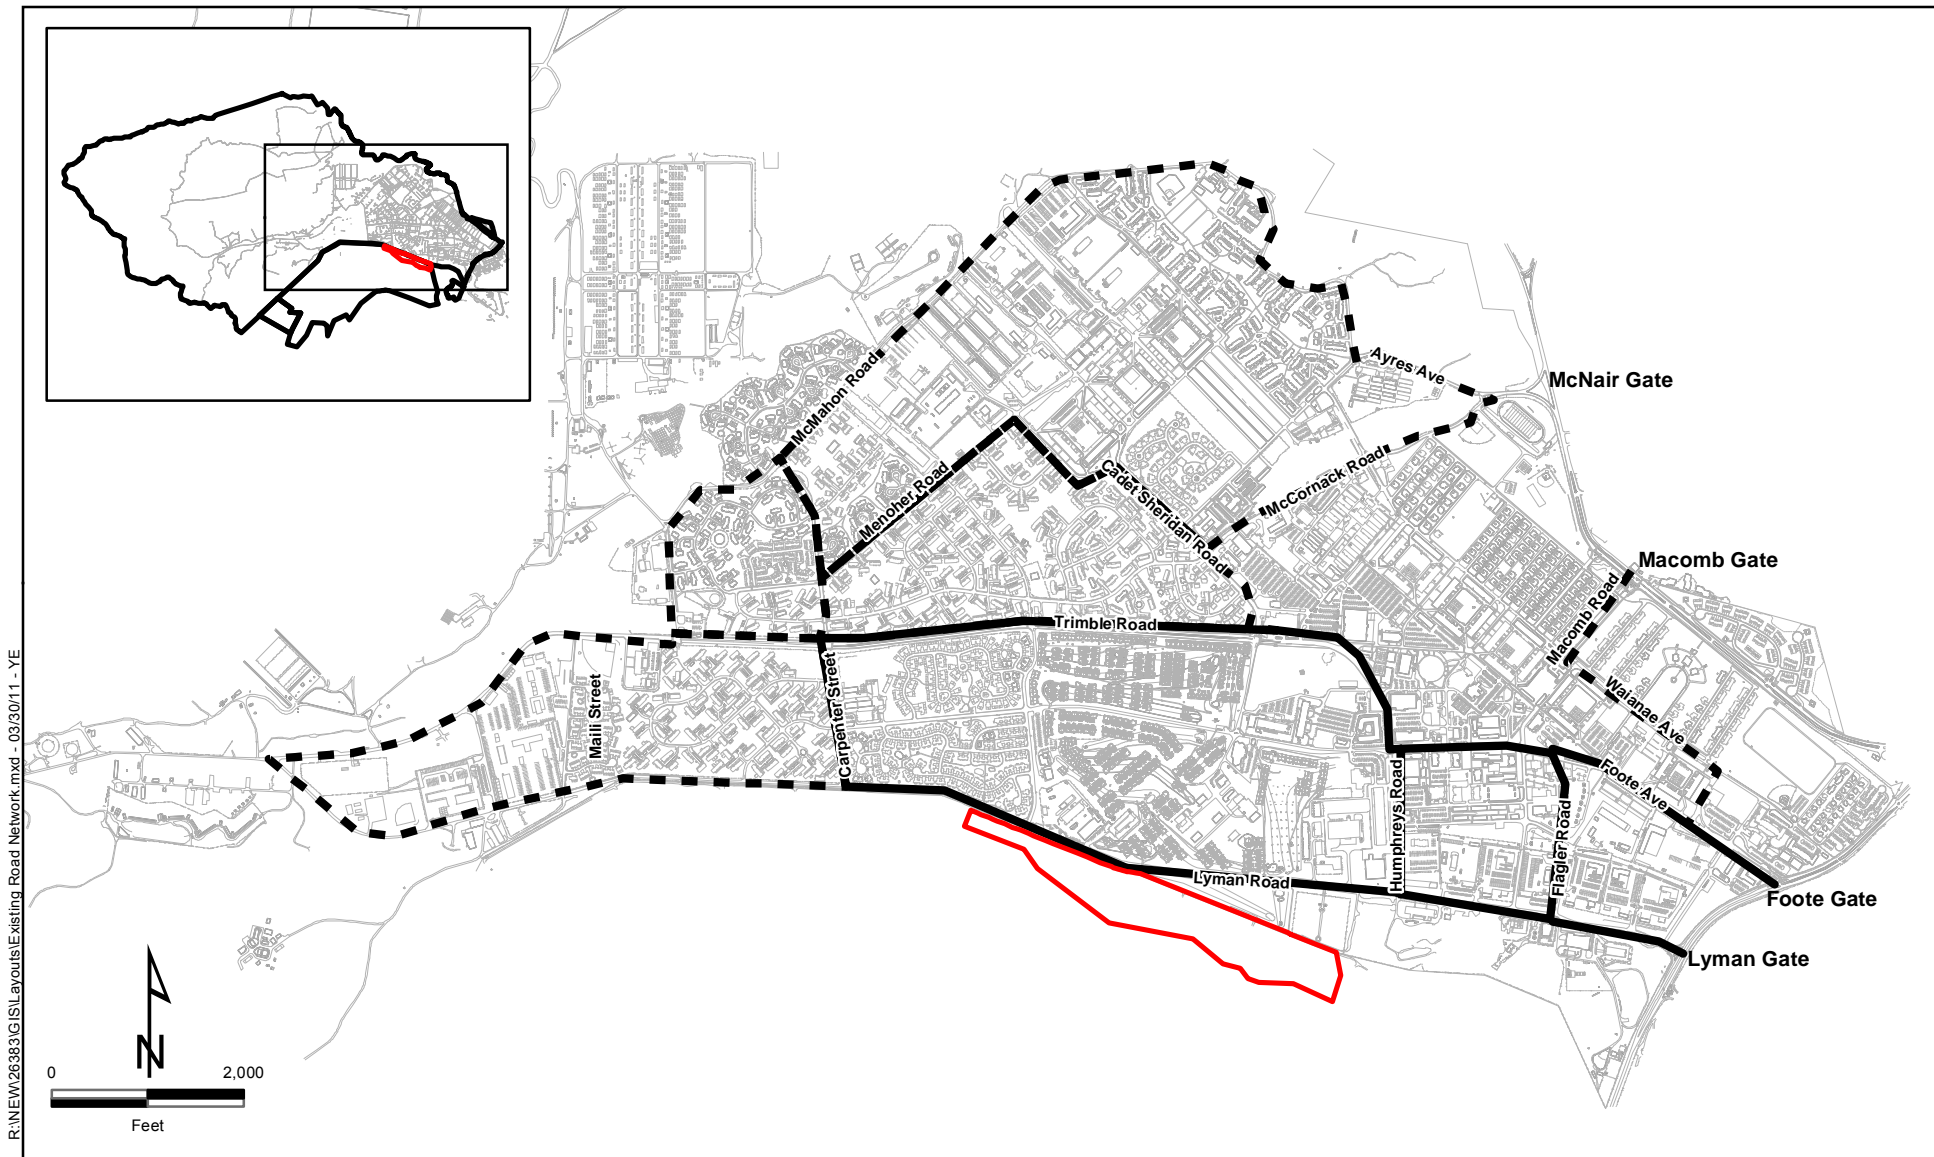 McMahon Road
Ayres Ave
McNair Gate
Menoher Road
Cadet Sheridan Road
McCornack Road
Macomb Gate
Macomb Road
Trimble Road
Waianae Ave
Maili Street
Carpenter Street
Humphreys Road
Foote Ave
Flagler Road
Lyman Road
Foote Gate
Lyman Gate
N
0 2,000
Feet
R:\NEW\26383\GIS\Layouts\Existing Road Network.mxd - 03/30/11 - YE